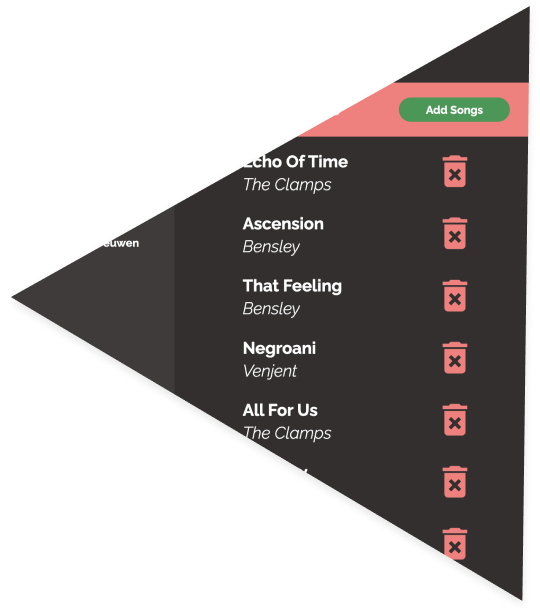 Add Songs
Echo Of Time
The Clamps
Ascension
Bensley
euwen
That Feeling
Bensley
Negroani
Venjent
All For Us
The Clamps